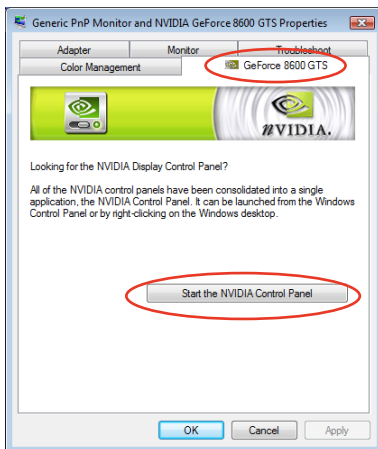 Generic PnP Monitor and NVIDIA GeForce 8600 GTS Properties
Adapter Monitor Troubleshoot
Color Management GeForce 8600 GTS
NVIDIA.
Looking for the NVIDIA Display Control Panel?
All of the NVIDIA control panels have been consolidated into a single
application, the NVIDIA Control Panel. It can be launched from the Windows
Control Panel or by right-clicking on the Windows desktop.
Start the NVIDIA Control Panel
OK Cancel Apply